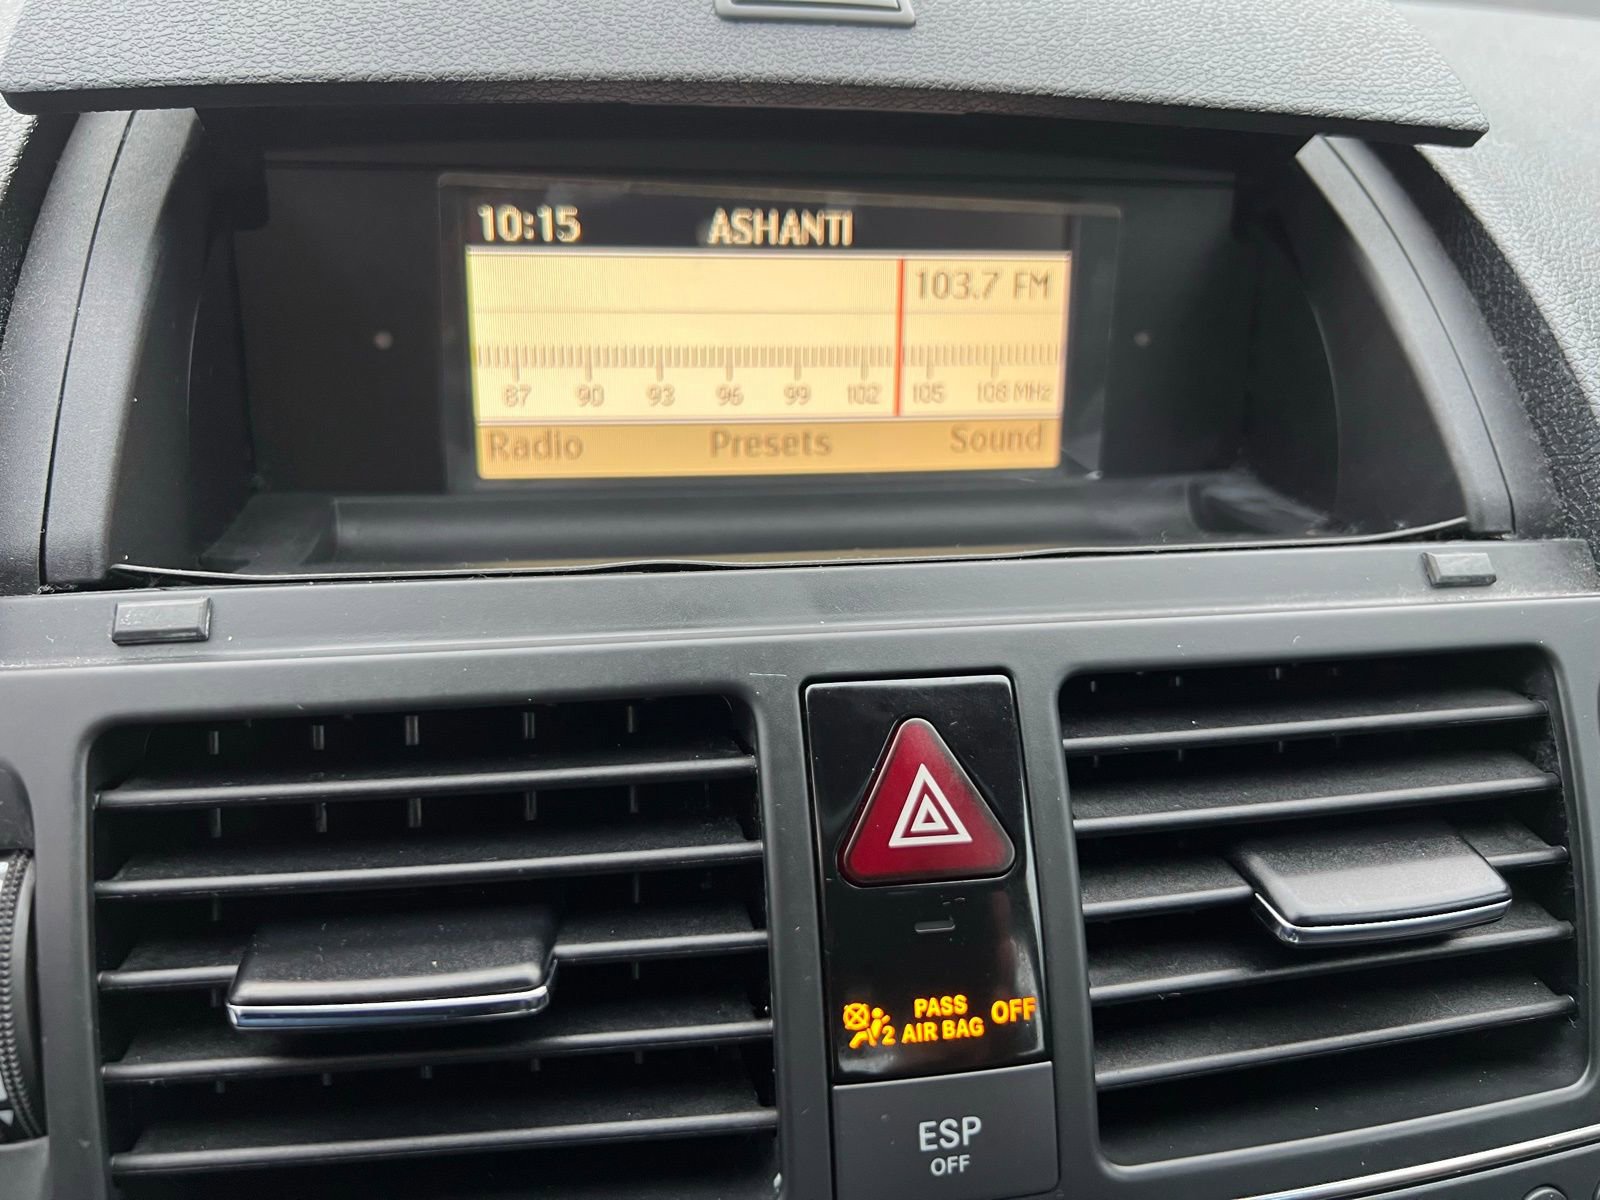 10:15 ASHANTI
103.7 FM
87 90 93 96 99 102 105 108 MHz
Radio Presets Sound
PASS
2 AIR BAG OFF
ESP
OFF